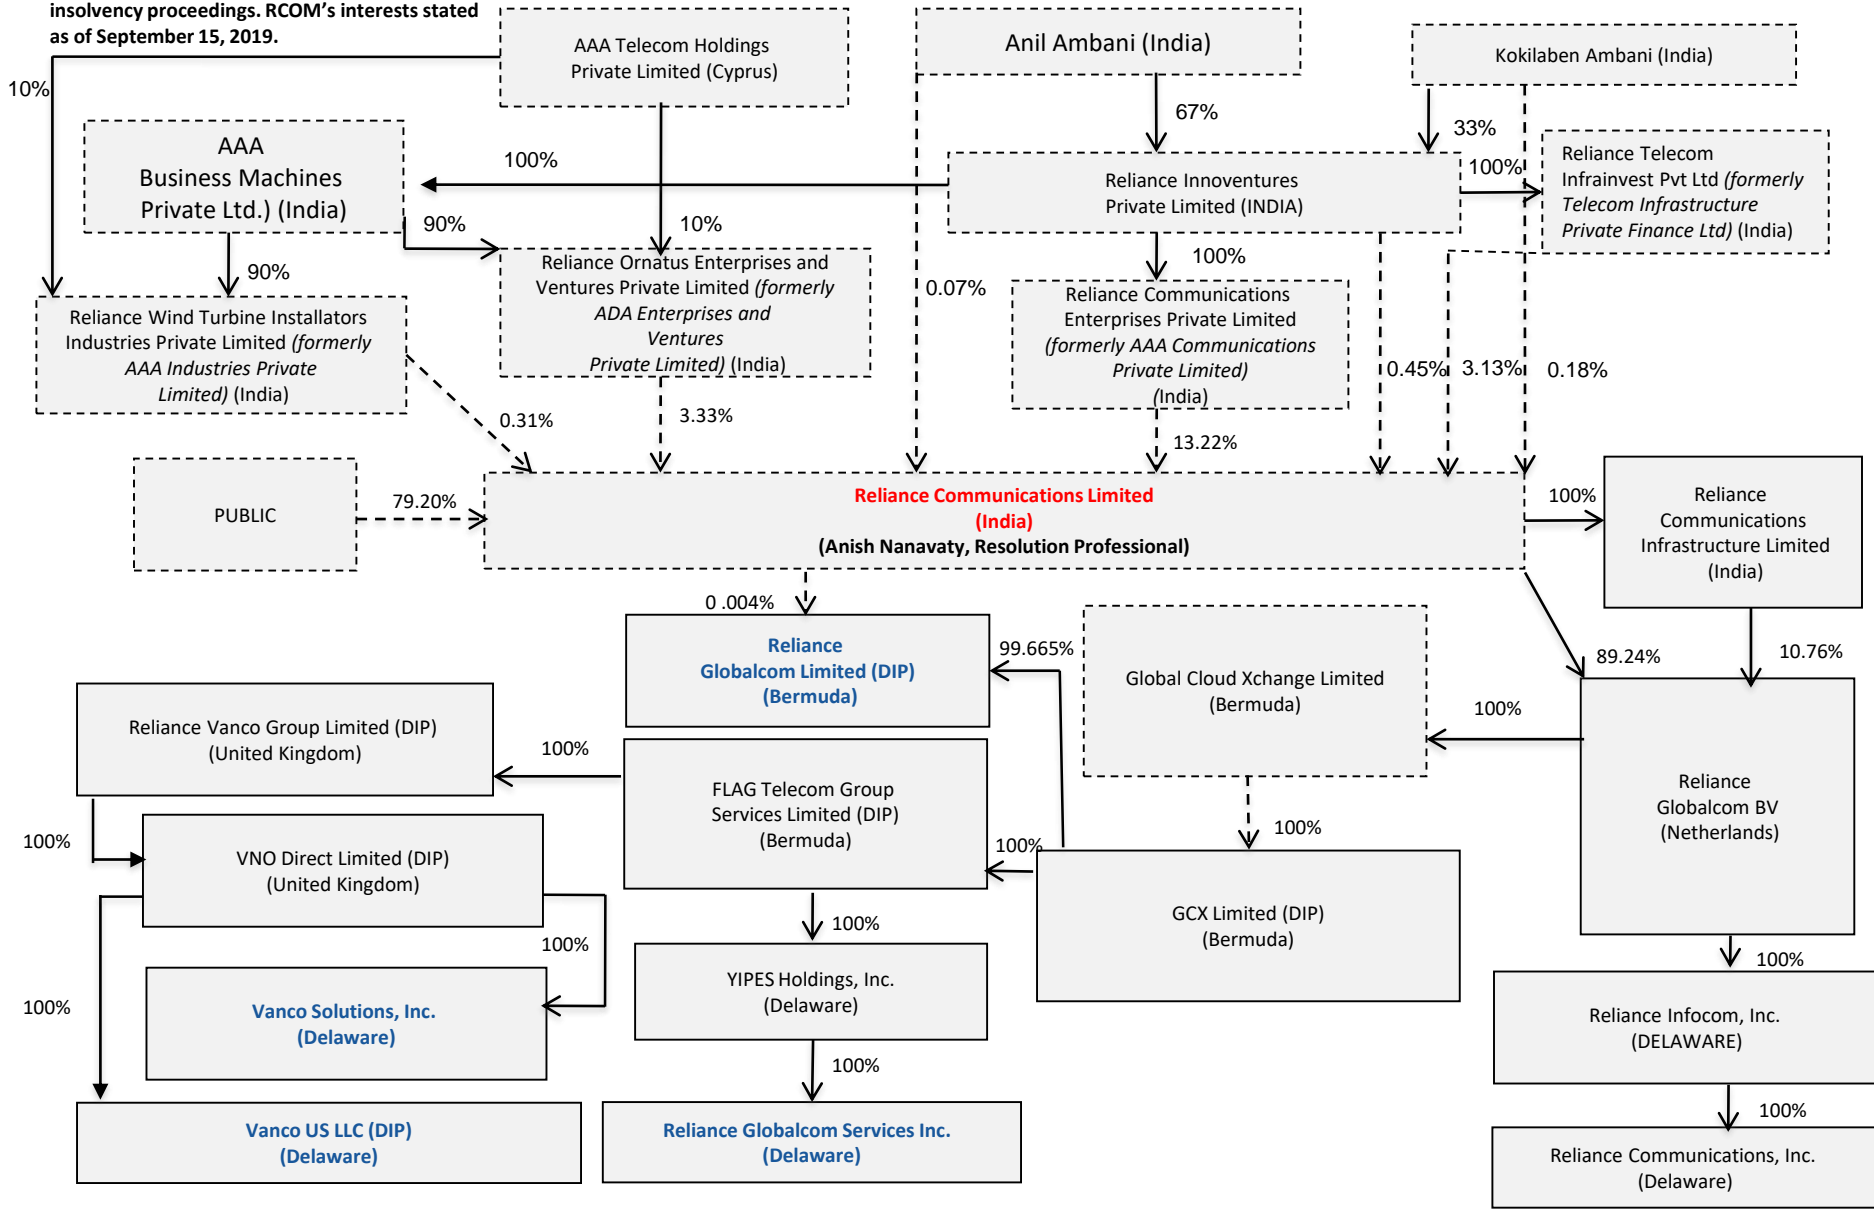 insolvency proceedings. RCOM's interests stated
as of September 15, 2019.
AAA Telecom Holdings
Private Limited (Cyprus)
Anil Ambani (India)
Kokilaben Ambani (India)
10%
67%
33%
AAA
Business Machines
Private Ltd.) (India)
100%
Reliance Innoventures
Private Limited (INDIA)
100%
Reliance Telecom
Infrainvest Pvt Ltd (formerly
Telecom Infrastructure
Private Finance Ltd) (India)
90%
10%
90%
100%
Reliance Wind Turbine Installators
Industries Private Limited (formerly
AAA Industries Private
Limited) (India)
Reliance Ornatus Enterprises and
Ventures Private Limited (formerly
ADA Enterprises and
Ventures
Private Limited) (India)
0.07%
Reliance Communications
Enterprises Private Limited
(formerly AAA Communications
Private Limited)
(India)
0.45%
3.13%
0.18%
0.31%
3.33%
13.22%
PUBLIC
79.20%
Reliance Communications Limited
(India)
(Anish Nanavaty, Resolution Professional)
100%
Reliance
Communications
Infrastructure Limited
(India)
0 .004%
Reliance
Globalcom Limited (DIP)
(Bermuda)
99.665%
Global Cloud Xchange Limited
(Bermuda)
89.24%
10.76%
100%
Reliance Vanco Group Limited (DIP)
(United Kingdom)
100%
FLAG Telecom Group
Services Limited (DIP)
(Bermuda)
Reliance
Globalcom BV
(Netherlands)
100%
VNO Direct Limited (DIP)
(United Kingdom)
100%
100%
GCX Limited (DIP)
(Bermuda)
100%
100%
YIPES Holdings, Inc.
(Delaware)
100%
100%
Vanco Solutions, Inc.
(Delaware)
Reliance Infocom, Inc.
(DELAWARE)
100%
100%
Vanco US LLC (DIP)
(Delaware)
Reliance Globalcom Services Inc.
(Delaware)
Reliance Communications, Inc.
(Delaware)